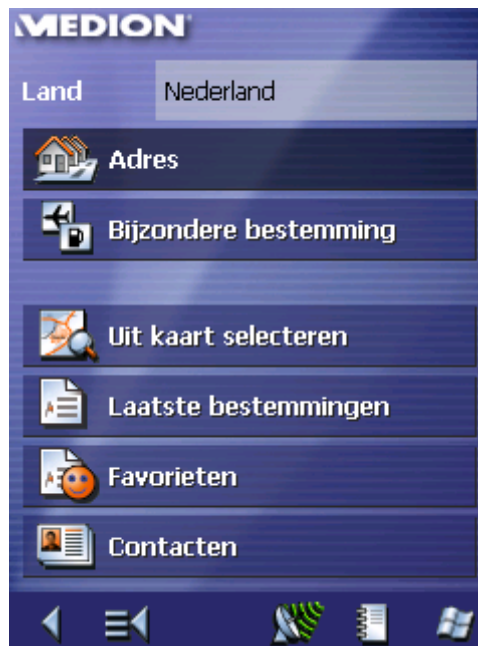 MEDION
Land Nederland
Adres
Bijzondere bestemming
Uit kaart selecteren
Laatste bestemmingen
Favorieten
Contacten